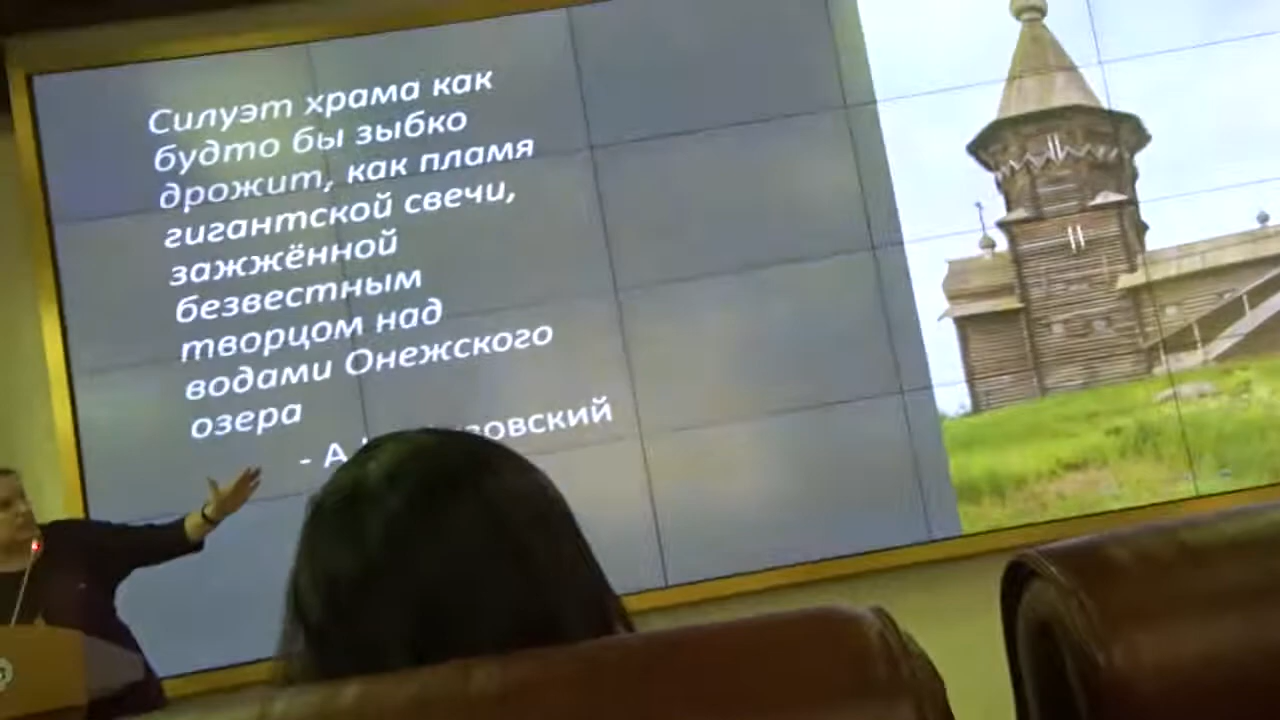 Силуэт храма как
будто бы зыбко
дрожит, как пламя
гигантской свечи,
зажжённой
безвестным
творцом над
водами Онежского
озера
- А